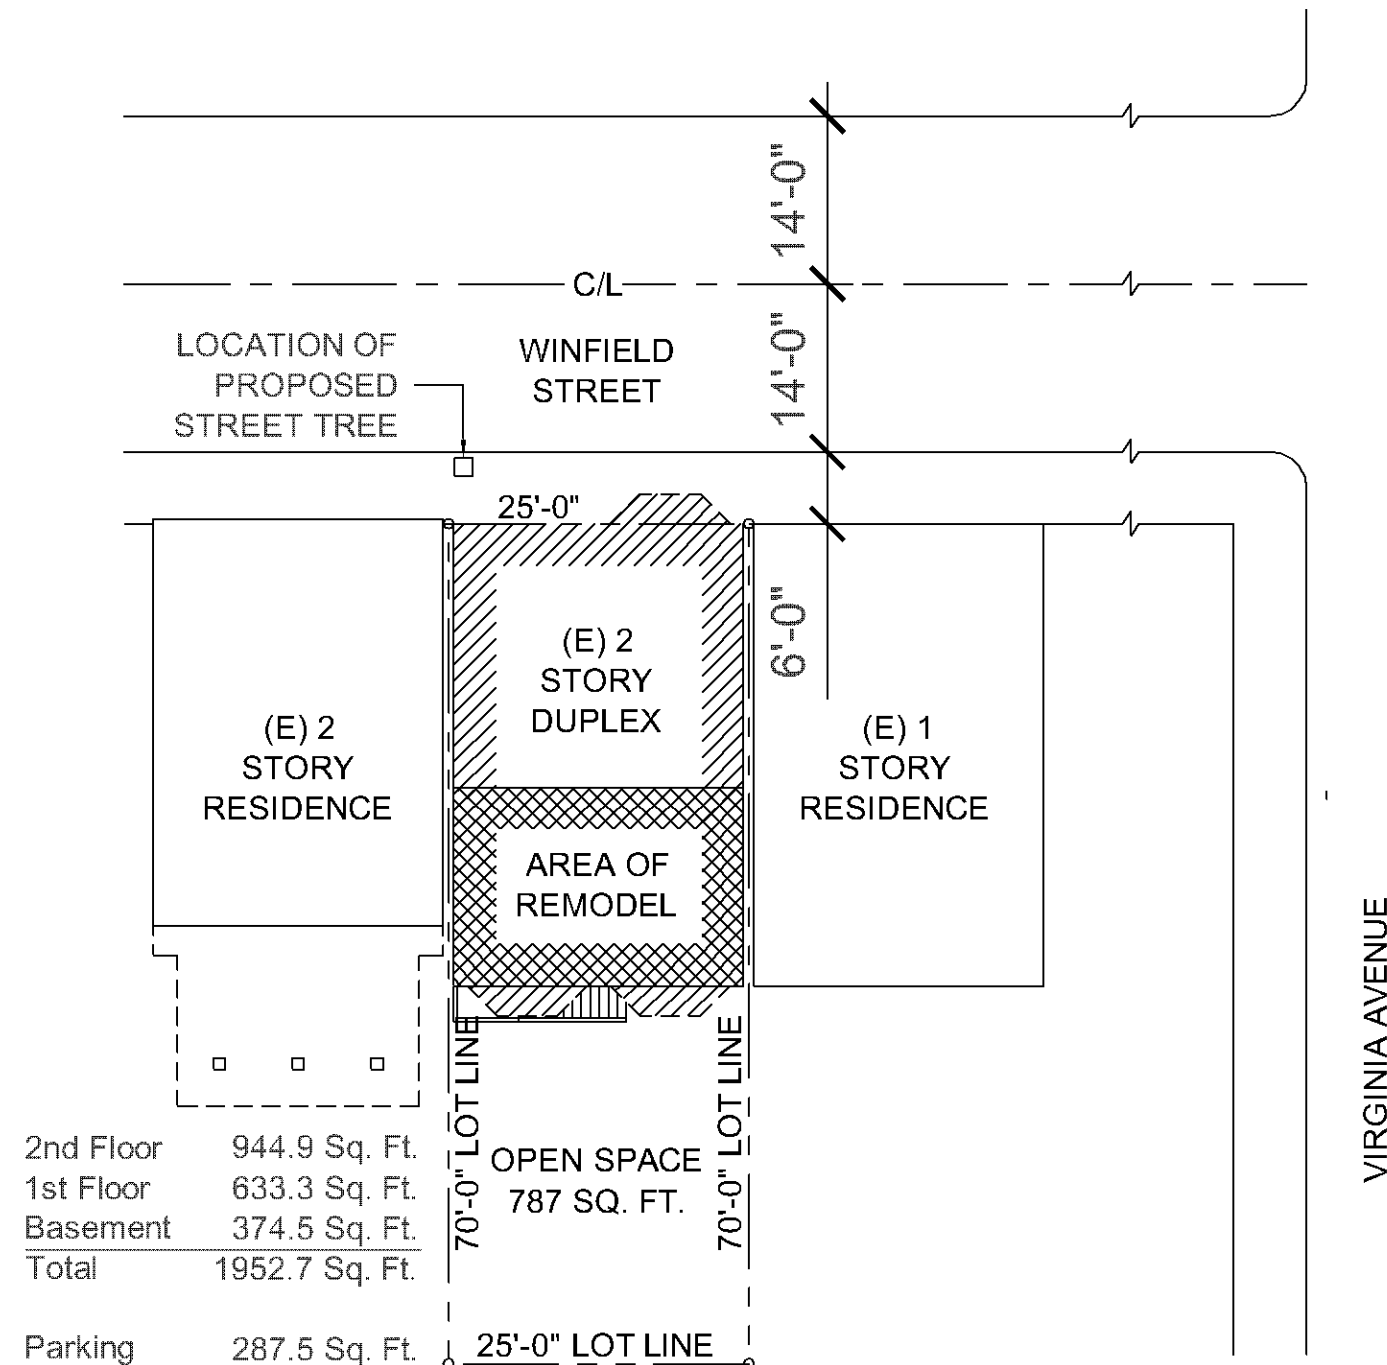 14'-0"
C/L
LOCATION OF
PROPOSED
STREET TREE
WINFIELD
STREET
14'-0"
25'-0"
6'-0"
(E) 2
STORY
DUPLEX
(E) 2
STORY
RESIDENCE
(E) 1
STORY
RESIDENCE
AREA OF
REMODEL
VIRGINIA AVENUE
70'-0" LOT LINE
70'-0" LOT LINE
OPEN SPACE
787 SQ. FT.
2nd Floor 944.9 Sq. Ft.
1st Floor 633.3 Sq. Ft.
Basement 374.5 Sq. Ft.
Total 1952.7 Sq. Ft.
Parking 287.5 Sq. Ft.
25'-0" LOT LINE